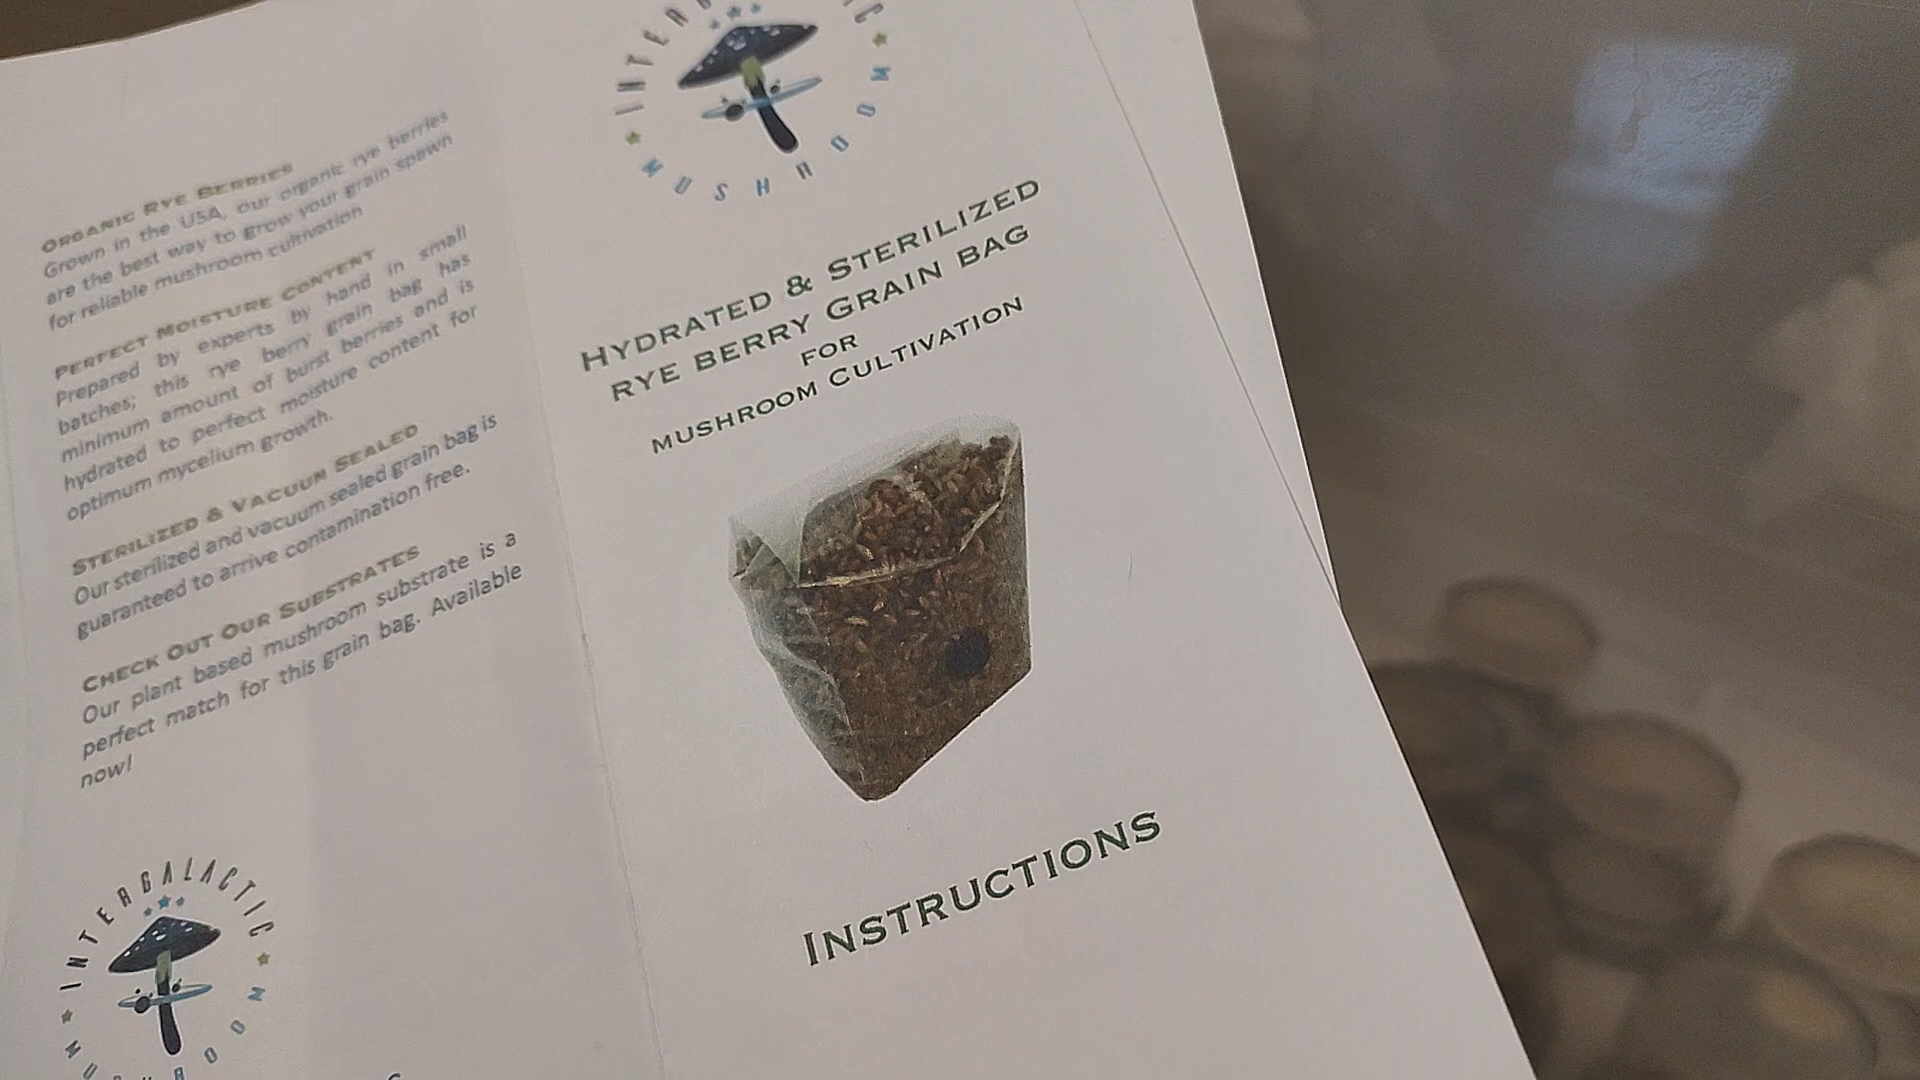 ORGANIC RYE BERRIES
Grown in the USA, our organic rye berries
are the best way to grow your grain spawn
for reliable mushroom cultivation
PERFECT MOISTURE CONTENT
Prepared by experts by hand in small
batches; this rye berry grain bag has
minimum amount of burst berries and is
hydrated to perfect moisture content for
optimum mycelium growth.
STERILIZED & VACUUM SEALED
Our sterilized and vacuum sealed grain bag is
guaranteed to arrive contamination free.
CHECK OUT OUR SUBSTRATES
Our plant based mushroom substrate is a
perfect match for this grain bag. Available
now!
INTERGALACTIC
MUSHROOM
HYDRATED & STERILIZED
RYE BERRY GRAIN BAG
FOR
MUSHROOM CULTIVATION
INSTRUCTIONS